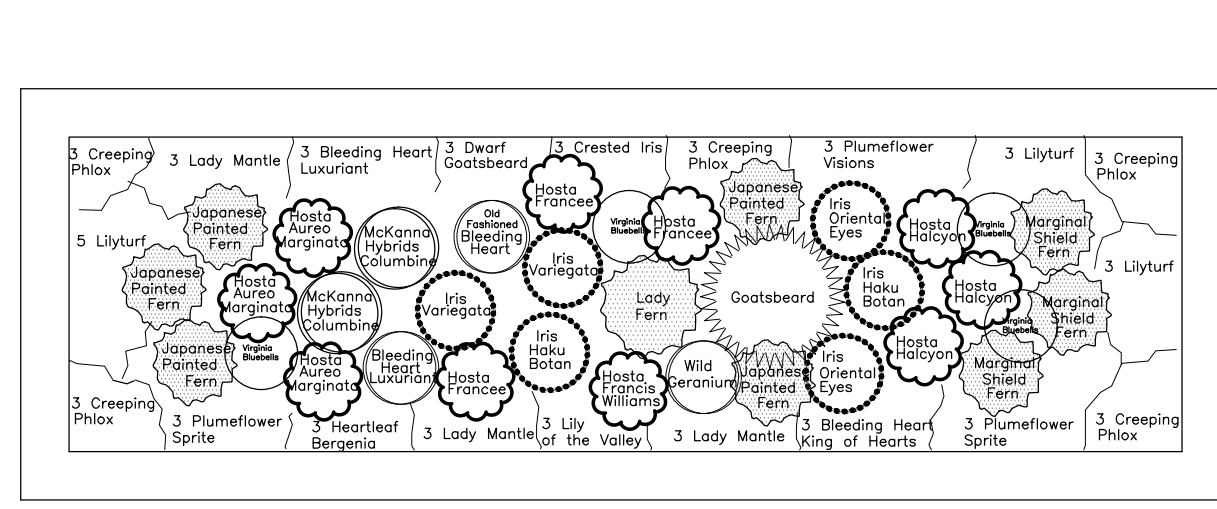 3 Creeping
Phlox
3 Lady Mantle
3 Bleeding Heart
Luxuriant
3 Dwarf
Goatsbeard
3 Crested Iris
3 Creeping
Phlox
3 Plumeflower
Visions
3 Lilyturf
3 Creeping
Phlox
Japanese
Painted
Fern
Hosta
Aureo
Marginata
McKanna
Hybrids
Columbine
Old
Fashioned
Bleeding
Heart
Hosta
Francee
Virginia
Bluebells
Hosta
Francee
Japanese
Painted
Fern
Iris
Oriental
Eyes
Hosta
Halcyon
Virginia
Bluebells
Marginal
Shield
Fern
5 Lilyturf
Japanese
Painted
Fern
Hosta
Aureo
Marginata
McKanna
Hybrids
Columbine
Iris
Variegata
Iris
Variegata
Lady
Fern
Goatsbeard
Iris
Haku
Botan
Hosta
Halcyon
Marginal
Shield
Fern
3 Lilyturf
Japanese
Painted
Fern
Virginia
Bluebells
Hosta
Aureo
Marginata
Bleeding
Heart
Luxuriant
Hosta
Francee
Iris
Haku
Botan
Hosta
Francis
Williams
Wild
Geranium
Japanese
Painted
Fern
Iris
Oriental
Eyes
Hosta
Halcyon
Virginia
Bluebells
Marginal
Shield
Fern
3 Creeping
Phlox
3 Plumeflower
Sprite
3 Heartleaf
Bergenia
3 Lady Mantle
3 Lily
of the Valley
3 Lady Mantle
3 Bleeding Heart
King of Hearts
3 Plumeflower
Sprite
3 Creeping
Phlox